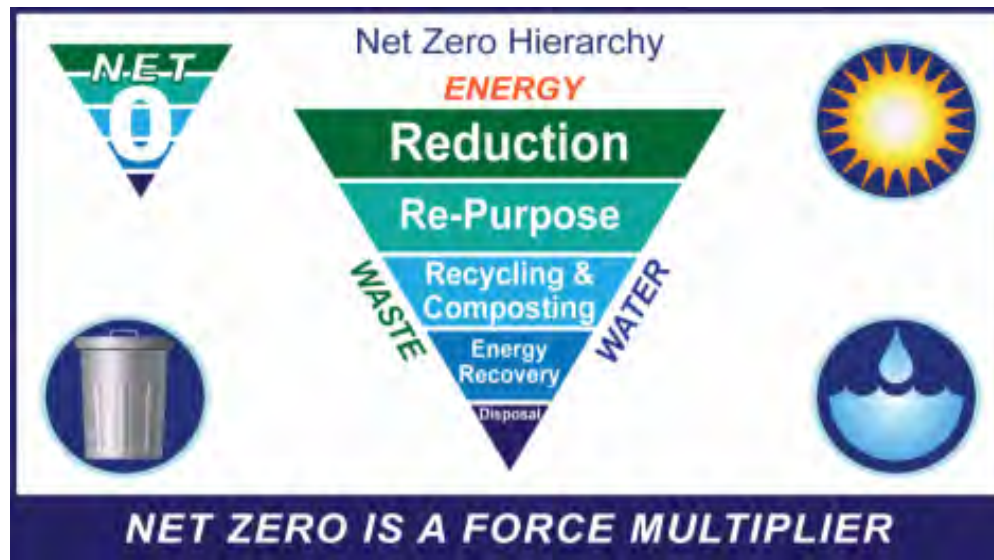 NET
0
Net Zero Hierarchy
ENERGY
Reduction
Re-Purpose
Recycling &
Composting
Energy
Recovery
Disposal
WASTE
WATER
NET ZERO IS A FORCE MULTIPLIER